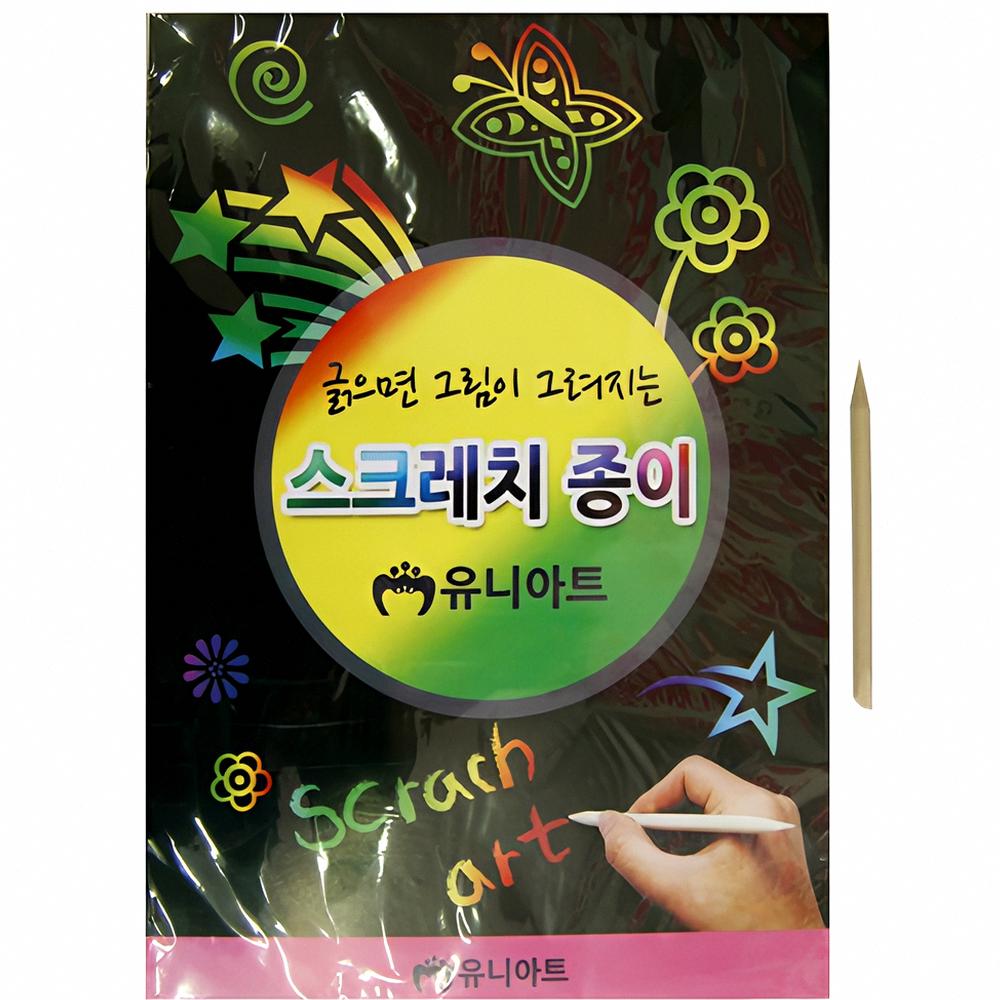 긁으면 그림이 그려지는
스크레치 종이
유니아트
Scrach
art
유니아트